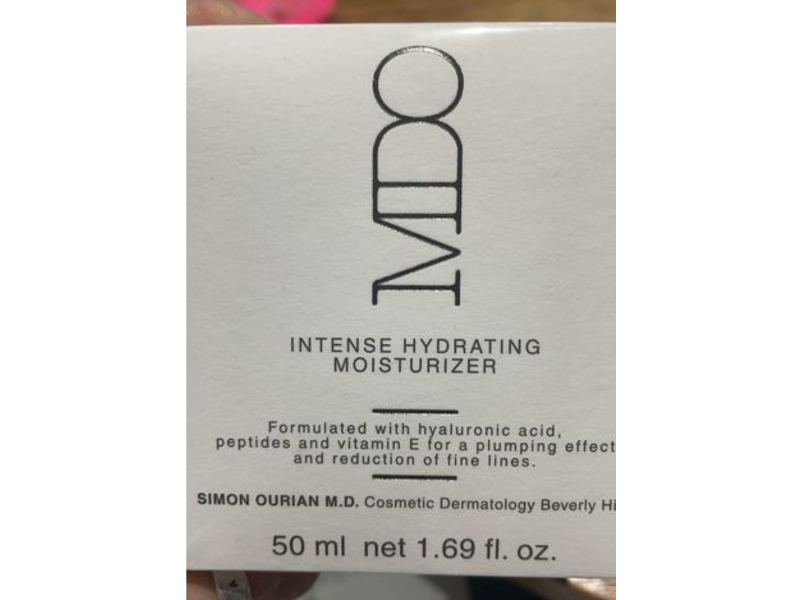 MDO
INTENSE HYDRATING
MOISTURIZER
Formulated with hyaluronic acid,
peptides and vitamin E for a plumping effect
and reduction of fine lines.
SIMON OURIAN M.D. Cosmetic Dermatology Beverly Hi
50 ml net 1.69 fl. oz.